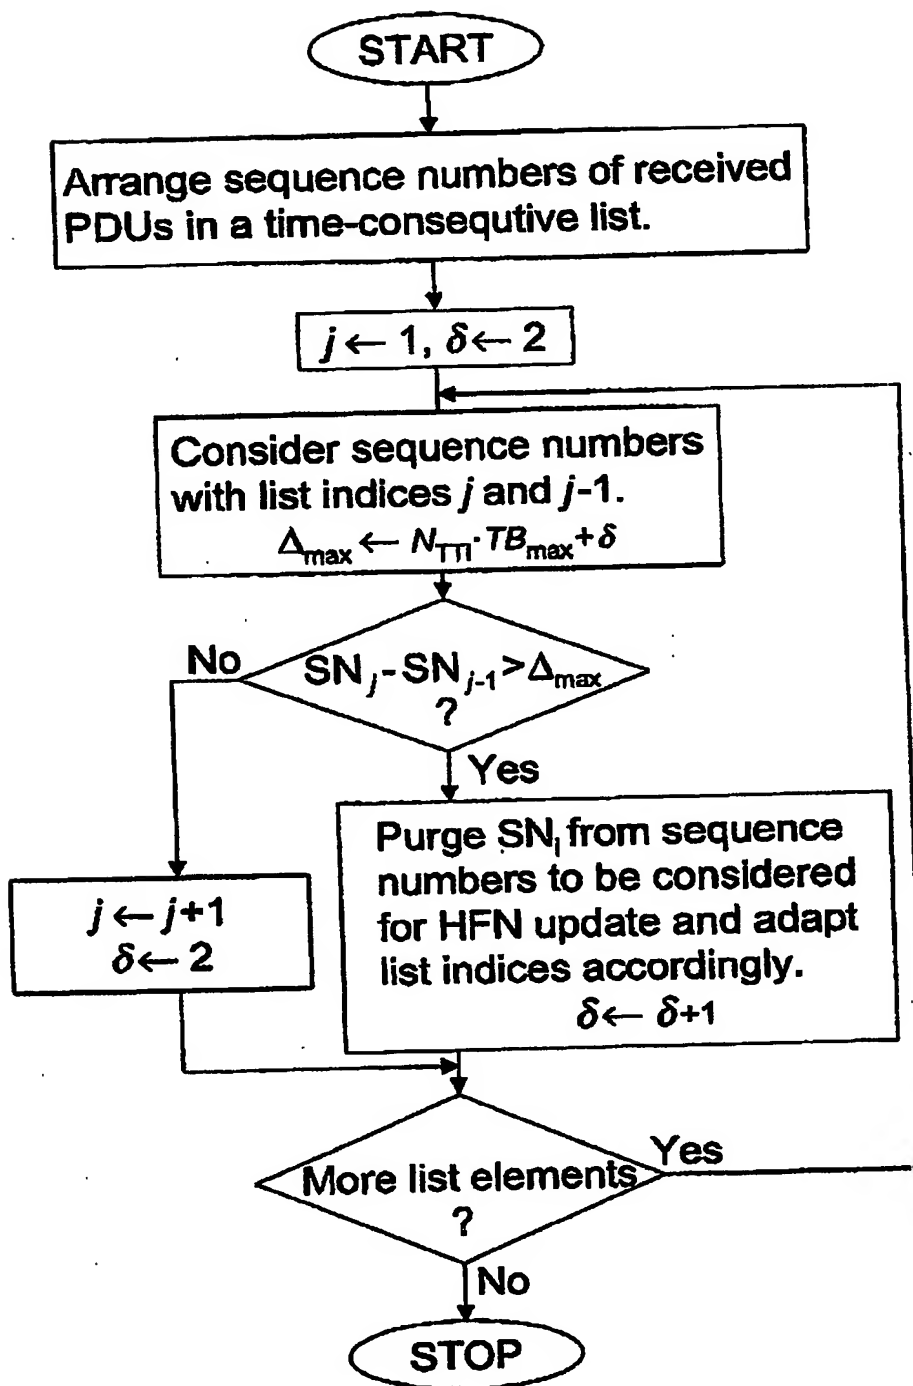 START
Arrange sequence numbers of received
PDUs in a time-consequtive list.
j ← 1, δ ← 2
Consider sequence numbers
with list indices j and j-1.
Δmax ← NTTI·TBmax+δ
No
SNj-SNj-1>Δmax
?
Yes
Purge SNj from sequence
numbers to be considered
for HFN update and adapt
list indices accordingly.
δ ← δ+1
j ← j+1
δ ← 2
More list elements
?
Yes
No
STOP